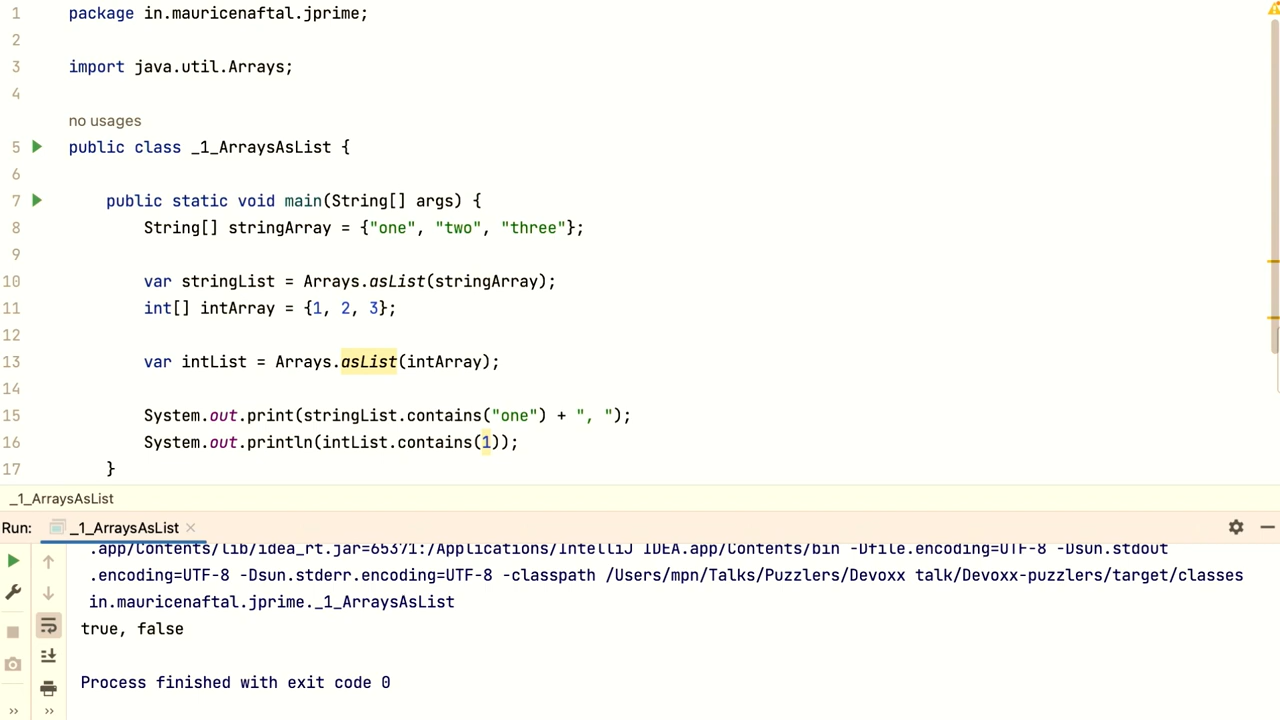 1 package in.mauricenaftal.jprime;
2
3 import java.util.Arrays;
4
no usages
5 public class _1_ArraysAsList {
6
7 public static void main(String[] args) {
8 String[] stringArray = {"one", "two", "three"};
9
10 var stringList = Arrays.asList(stringArray);
11 int[] intArray = {1, 2, 3};
12
13 var intList = Arrays.asList(intArray);
14
15 System.out.print(stringList.contains("one") + ", ");
16 System.out.println(intList.contains(1));
17 }
_1_ArraysAsList
Run: _1_ArraysAsList
.app/Contents/lib/idea_rt.jar=65371:/Applications/IntelliJ IDEA.app/Contents/bin -Dfile.encoding=UTF-8 -Dsun.stdout
.encoding=UTF-8 -Dsun.stderr.encoding=UTF-8 -classpath /Users/mpn/Talks/Puzzlers/Devoxx talk/Devoxx-puzzlers/target/classes
in.mauricenaftal.jprime._1_ArraysAsList
true, false
Process finished with exit code 0